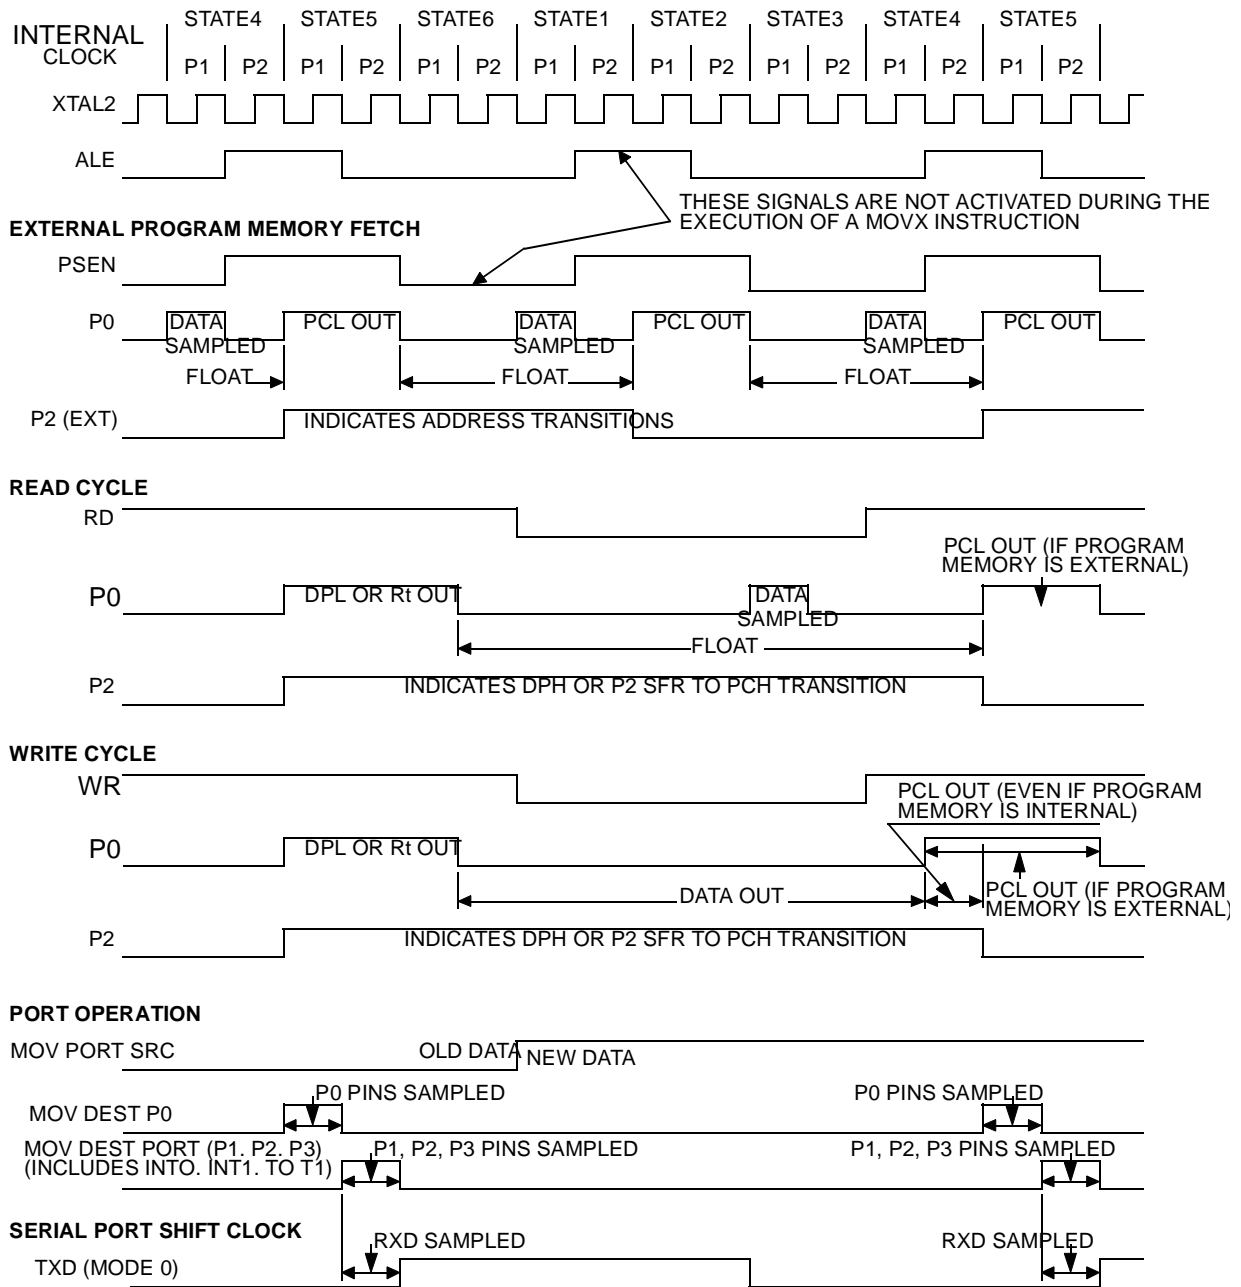 STATE4 STATE5 STATE6 STATE1 STATE2 STATE3 STATE4 STATE5
INTERNAL
CLOCK
P1 P2 P1 P2 P1 P2 P1 P2 P1 P2 P1 P2 P1 P2 P1 P2
XTAL2
ALE
THESE SIGNALS ARE NOT ACTIVATED DURING THE
EXECUTION OF A MOVX INSTRUCTION
EXTERNAL PROGRAM MEMORY FETCH
PSEN
P0 DATA PCL OUT DATA PCL OUT DATA PCL OUT
SAMPLED SAMPLED SAMPLED
FLOAT FLOAT FLOAT
P2 (EXT) INDICATES ADDRESS TRANSITIONS
READ CYCLE
RD
PCL OUT (IF PROGRAM
MEMORY IS EXTERNAL)
P0 DPL OR Rt OUT DATA
SAMPLED
FLOAT
P2 INDICATES DPH OR P2 SFR TO PCH TRANSITION
WRITE CYCLE
WR
PCL OUT (EVEN IF PROGRAM
MEMORY IS INTERNAL)
P0 DPL OR Rt OUT
DATA OUT PCL OUT (IF PROGRAM
MEMORY IS EXTERNAL)
P2 INDICATES DPH OR P2 SFR TO PCH TRANSITION
PORT OPERATION
MOV PORT SRC OLD DATA NEW DATA
P0 PINS SAMPLED P0 PINS SAMPLED
MOV DEST P0
MOV DEST PORT (P1. P2. P3) P1, P2, P3 PINS SAMPLED P1, P2, P3 PINS SAMPLED
(INCLUDES INTO. INT1. TO T1)
SERIAL PORT SHIFT CLOCK
RXD SAMPLED RXD SAMPLED
TXD (MODE 0)